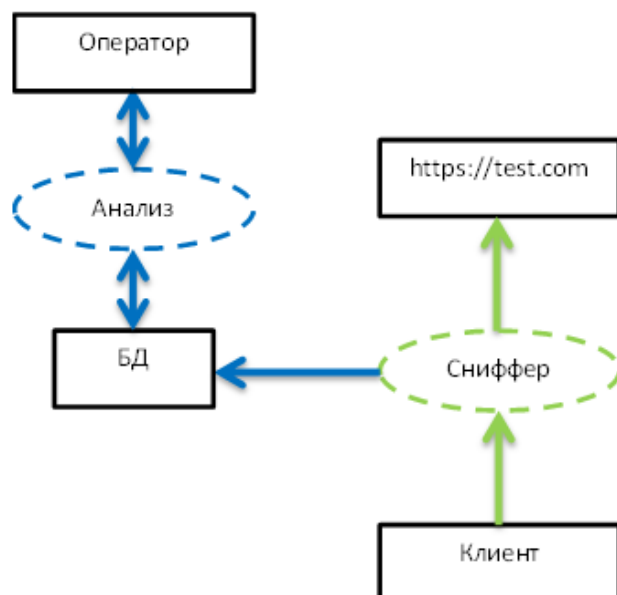 Оператор
https://test.com
Анализ
БД
Сниффер
Клиент